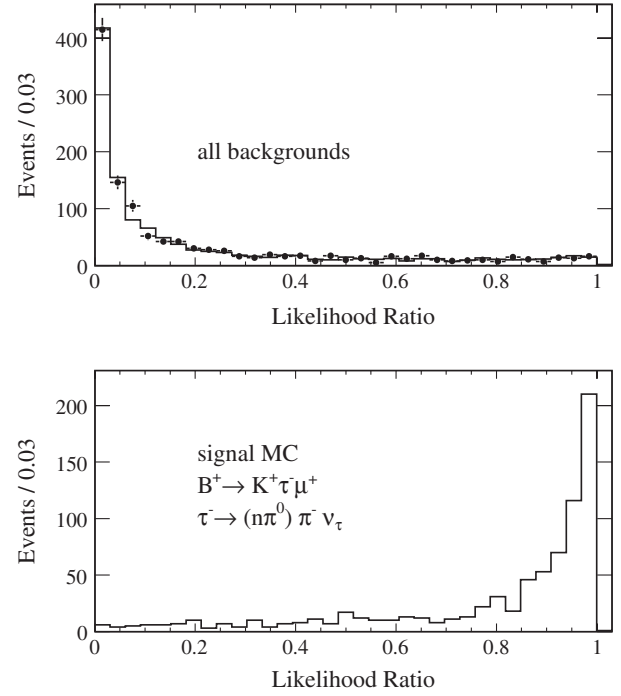 400
300
200
100
0
Events / 0.03
all backgrounds
0 0.2 0.4 0.6 0.8 1
Likelihood Ratio
200
150
100
50
0
Events / 0.03
signal MC
B⁺→ K⁺τ⁻μ⁺
τ⁻→ (nπ⁰) π⁻ ν_τ
0 0.2 0.4 0.6 0.8 1
Likelihood Ratio